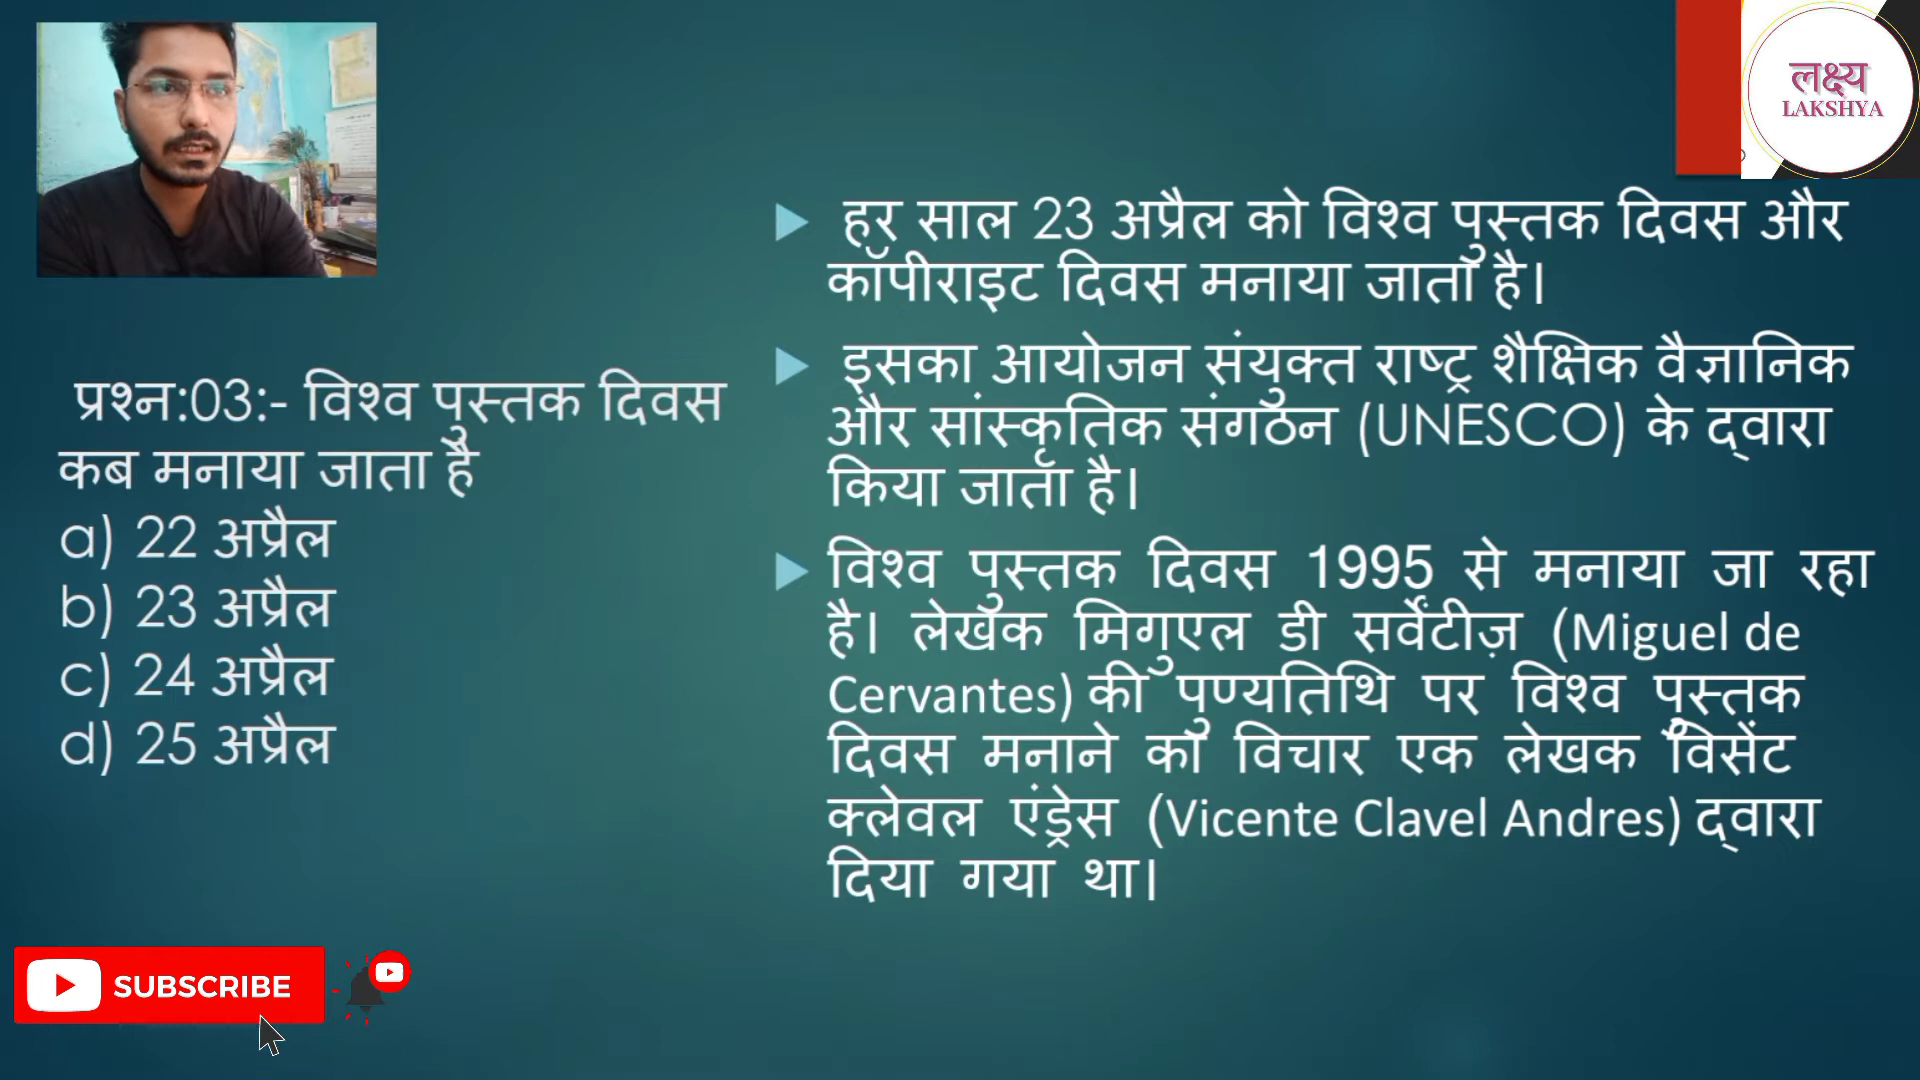 लक्ष्य
LAKSHYA
प्रश्न:03:- विश्व पुस्तक दिवस
कब मनाया जाता है
a) 22 अप्रैल
b) 23 अप्रैल
c) 24 अप्रैल
d) 25 अप्रैल
हर साल 23 अप्रैल को विश्व पुस्तक दिवस और
कॉपीराइट दिवस मनाया जाता है।
इसका आयोजन संयुक्त राष्ट्र शैक्षिक वैज्ञानिक
और सांस्कृतिक संगठन (UNESCO) के द्वारा
किया जाता है।
विश्व पुस्तक दिवस 1995 से मनाया जा रहा
है। लेखक मिगुएल डी सर्वेंटीज़ (Miguel de
Cervantes) की पुण्यतिथि पर विश्व पुस्तक
दिवस मनाने का विचार एक लेखक विसेंट
क्लेवल एंड्रेस (Vicente Clavel Andres) द्वारा
दिया गया था।
SUBSCRIBE